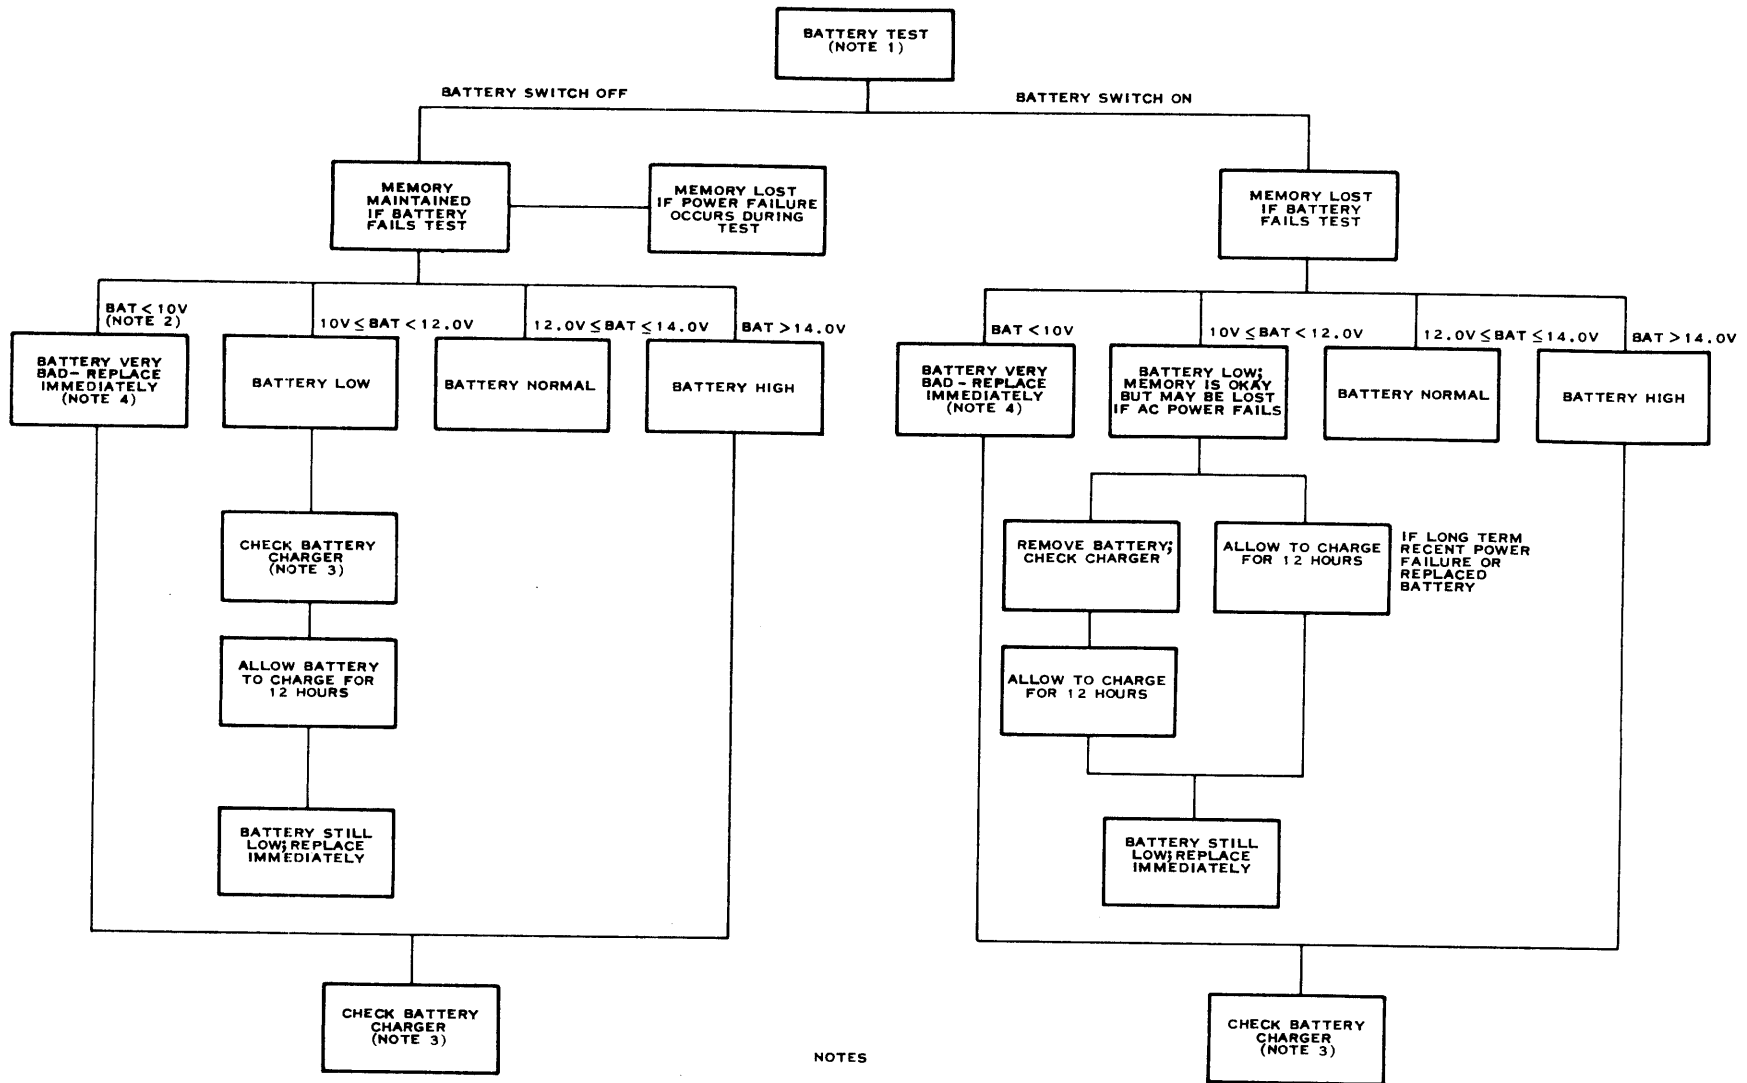 BATTERY TEST
(NOTE 1)
BATTERY SWITCH OFF
BATTERY SWITCH ON
MEMORY
MAINTAINED
IF BATTERY
FAILS TEST
MEMORY LOST
IF POWER FAILURE
OCCURS DURING
TEST
MEMORY LOST
IF BATTERY
FAILS TEST
BAT < 10V
(NOTE 2)
10V ≤ BAT < 12.0V
12.0V ≤ BAT ≤ 14.0V
BAT > 14.0V
BATTERY VERY
BAD - REPLACE
IMMEDIATELY
(NOTE 4)
BATTERY LOW
BATTERY NORMAL
BATTERY HIGH
BAT < 10V
10V ≤ BAT < 12.0V
12.0V ≤ BAT ≤ 14.0V
BAT > 14.0V
BATTERY VERY
BAD - REPLACE
IMMEDIATELY
(NOTE 4)
BATTERY LOW;
MEMORY IS OKAY
BUT MAY BE LOST
IF AC POWER FAILS
BATTERY NORMAL
BATTERY HIGH
CHECK BATTERY
CHARGER
(NOTE 3)
REMOVE BATTERY;
CHECK CHARGER
ALLOW TO CHARGE
FOR 12 HOURS
IF LONG TERM
RECENT POWER
FAILURE OR
REPLACED
BATTERY
ALLOW BATTERY
TO CHARGE FOR
12 HOURS
ALLOW TO CHARGE
FOR 12 HOURS
BATTERY STILL
LOW; REPLACE
IMMEDIATELY
BATTERY STILL
LOW; REPLACE
IMMEDIATELY
CHECK BATTERY
CHARGER
(NOTE 3)
CHECK BATTERY
CHARGER
(NOTE 3)
NOTES